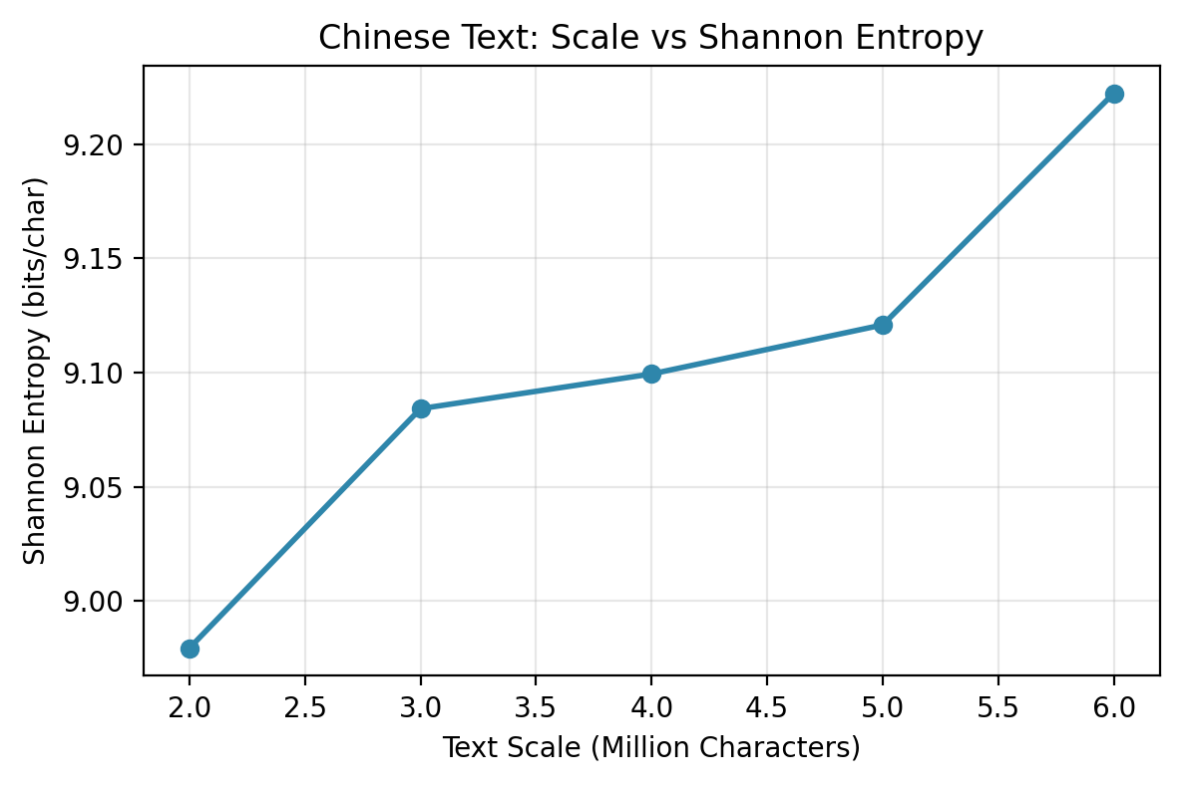 Chinese Text: Scale vs Shannon Entropy
Shannon Entropy (bits/char)
9.20
9.15
9.10
9.05
9.00
2.0 2.5 3.0 3.5 4.0 4.5 5.0 5.5 6.0
Text Scale (Million Characters)